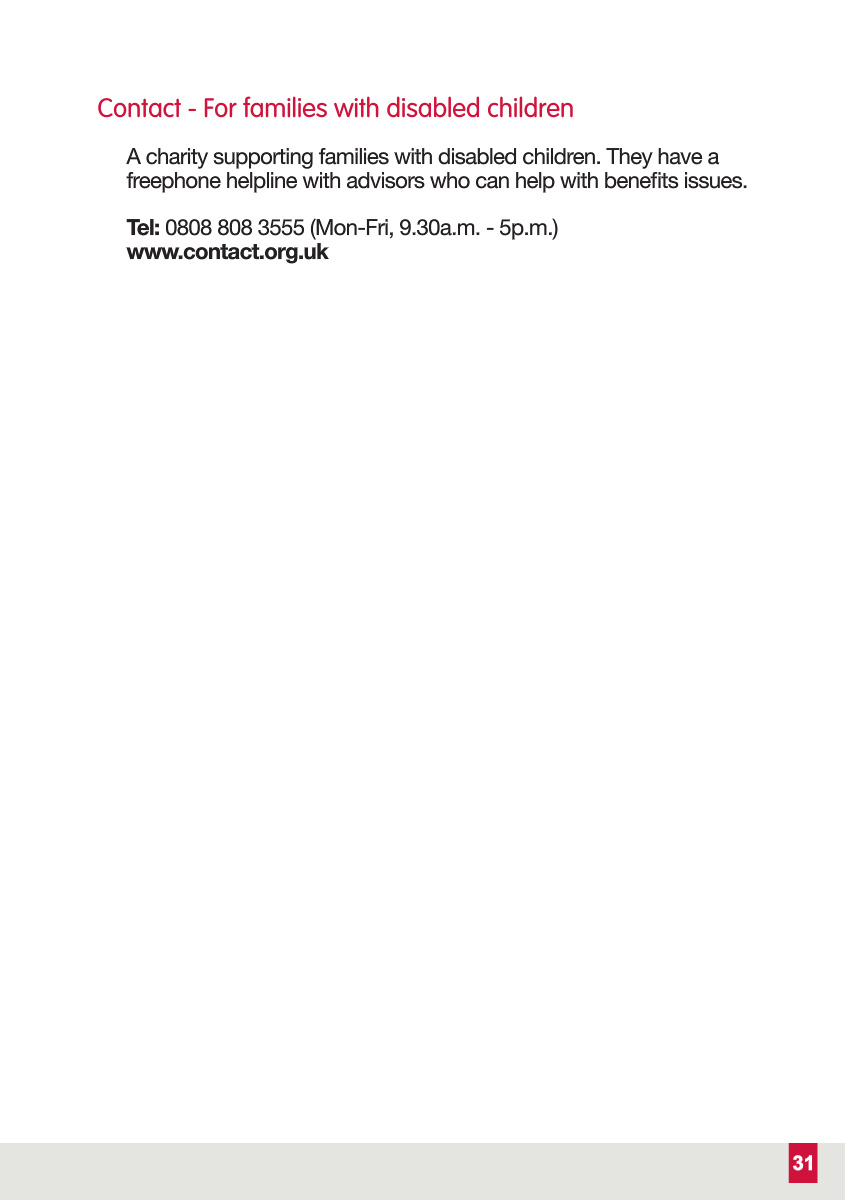 Contact - For families with disabled children
A charity supporting families with disabled children. They have a
freephone helpline with advisors who can help with benefits issues.
Tel: 0808 808 3555 (Mon-Fri, 9.30a.m. - 5p.m.)
www.contact.org.uk
31